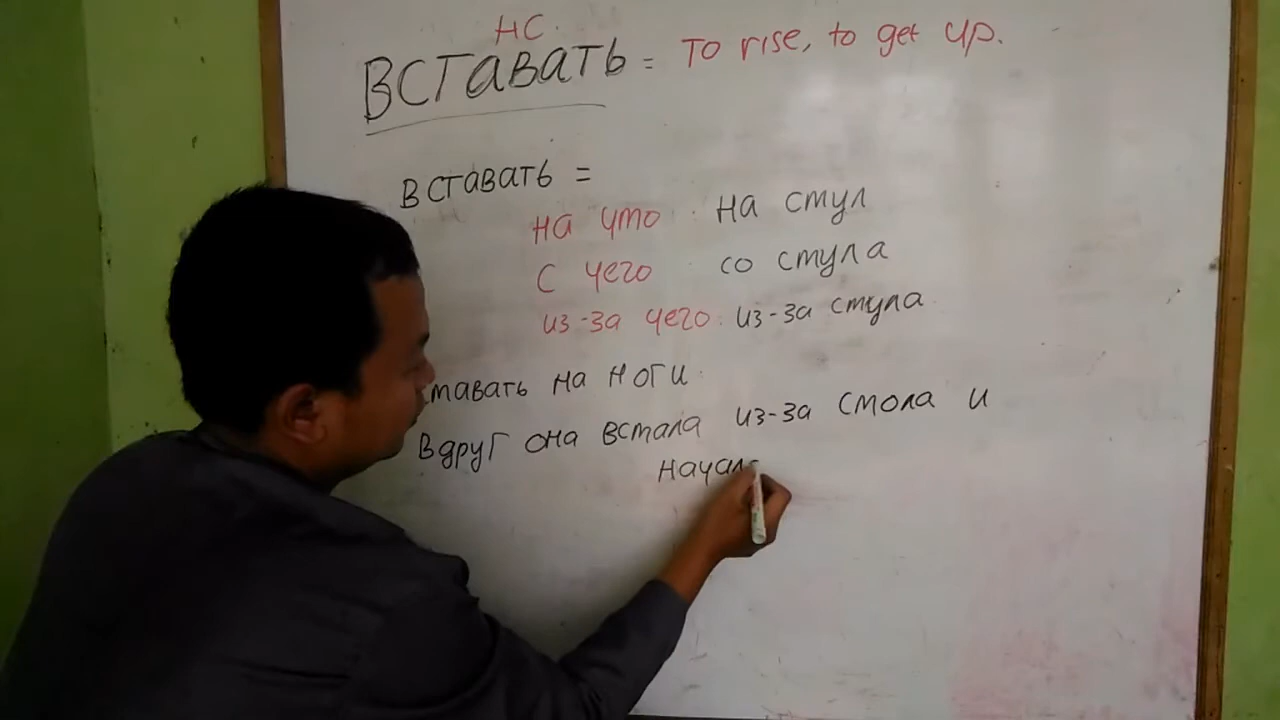 НС.
ВСТАВАТЬ = To rise, to get up.
ВСТАВАТЬ =
на что : на стул
с чего : со стула
из-за чего : из-за стула
на ноги.
Вдруг она встала из-за стола и